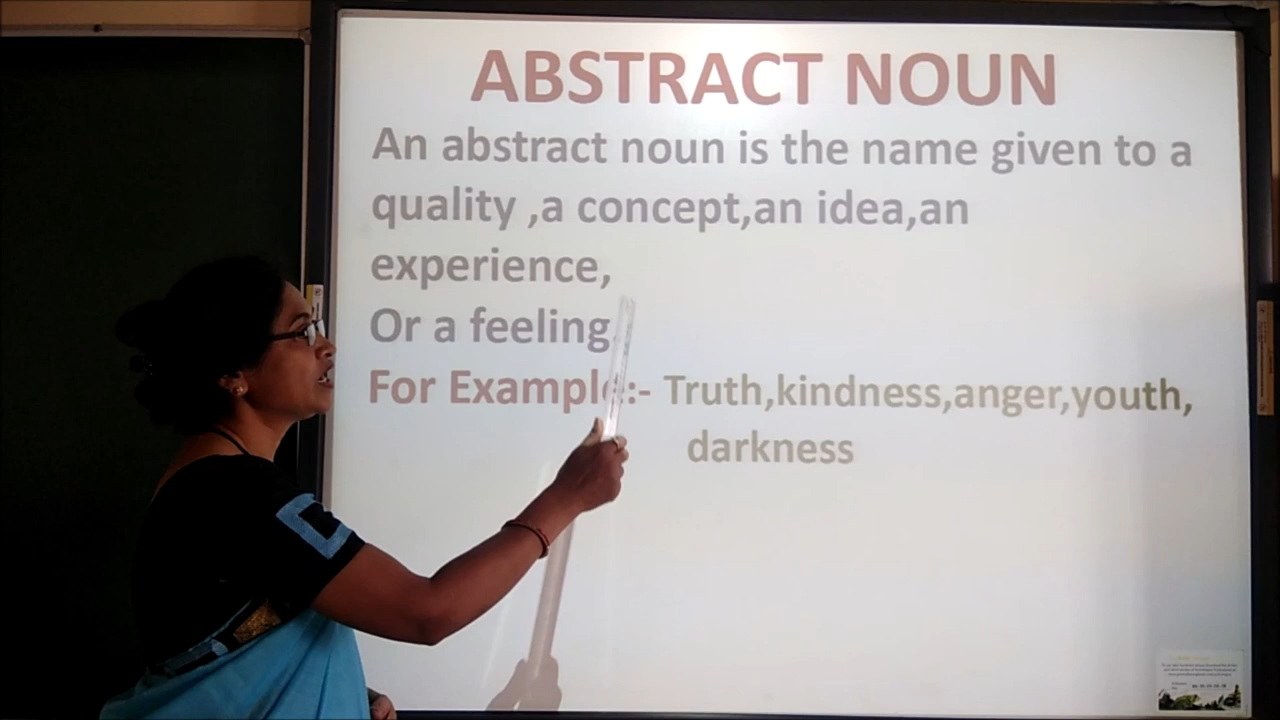 ABSTRACT NOUN
An abstract noun is the name given to a
quality ,a concept,an idea,an
experience,
Or a feeling
For Example:- Truth,kindness,anger,youth,
darkness